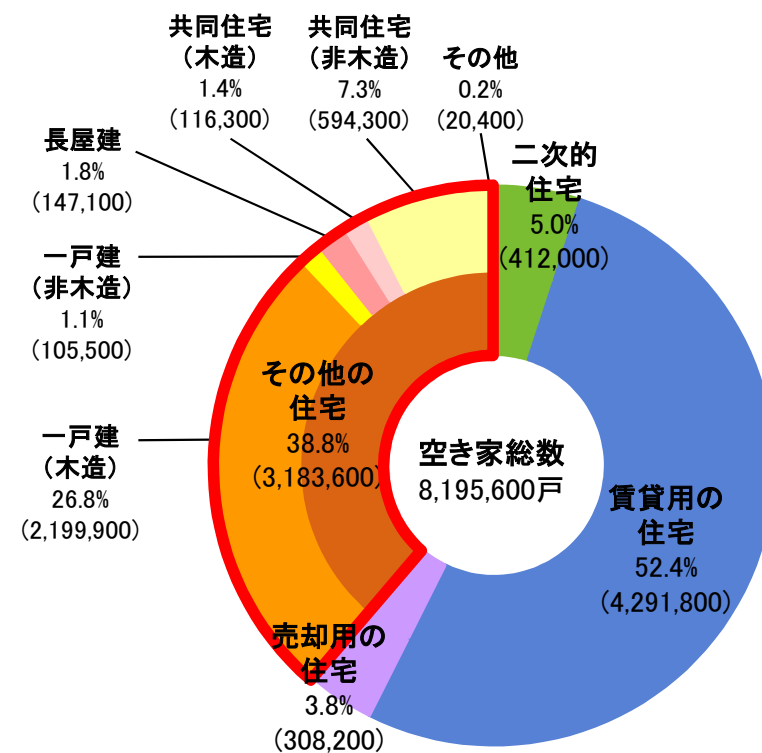 共同住宅
（木造）
1.4%
(116,300)
共同住宅
（非木造）
7.3%
(594,300)
その他
0.2%
(20,400)
長屋建
1.8%
(147,100)
一戸建
（非木造）
1.1%
(105,500)
一戸建
（木造）
26.8%
(2,199,900)
二次的
住宅
5.0%
(412,000)
その他の
住宅
38.8%
(3,183,600)
空き家総数
8,195,600戸
賃貸用の
住宅
52.4%
(4,291,800)
売却用の
住宅
3.8%
(308,200)